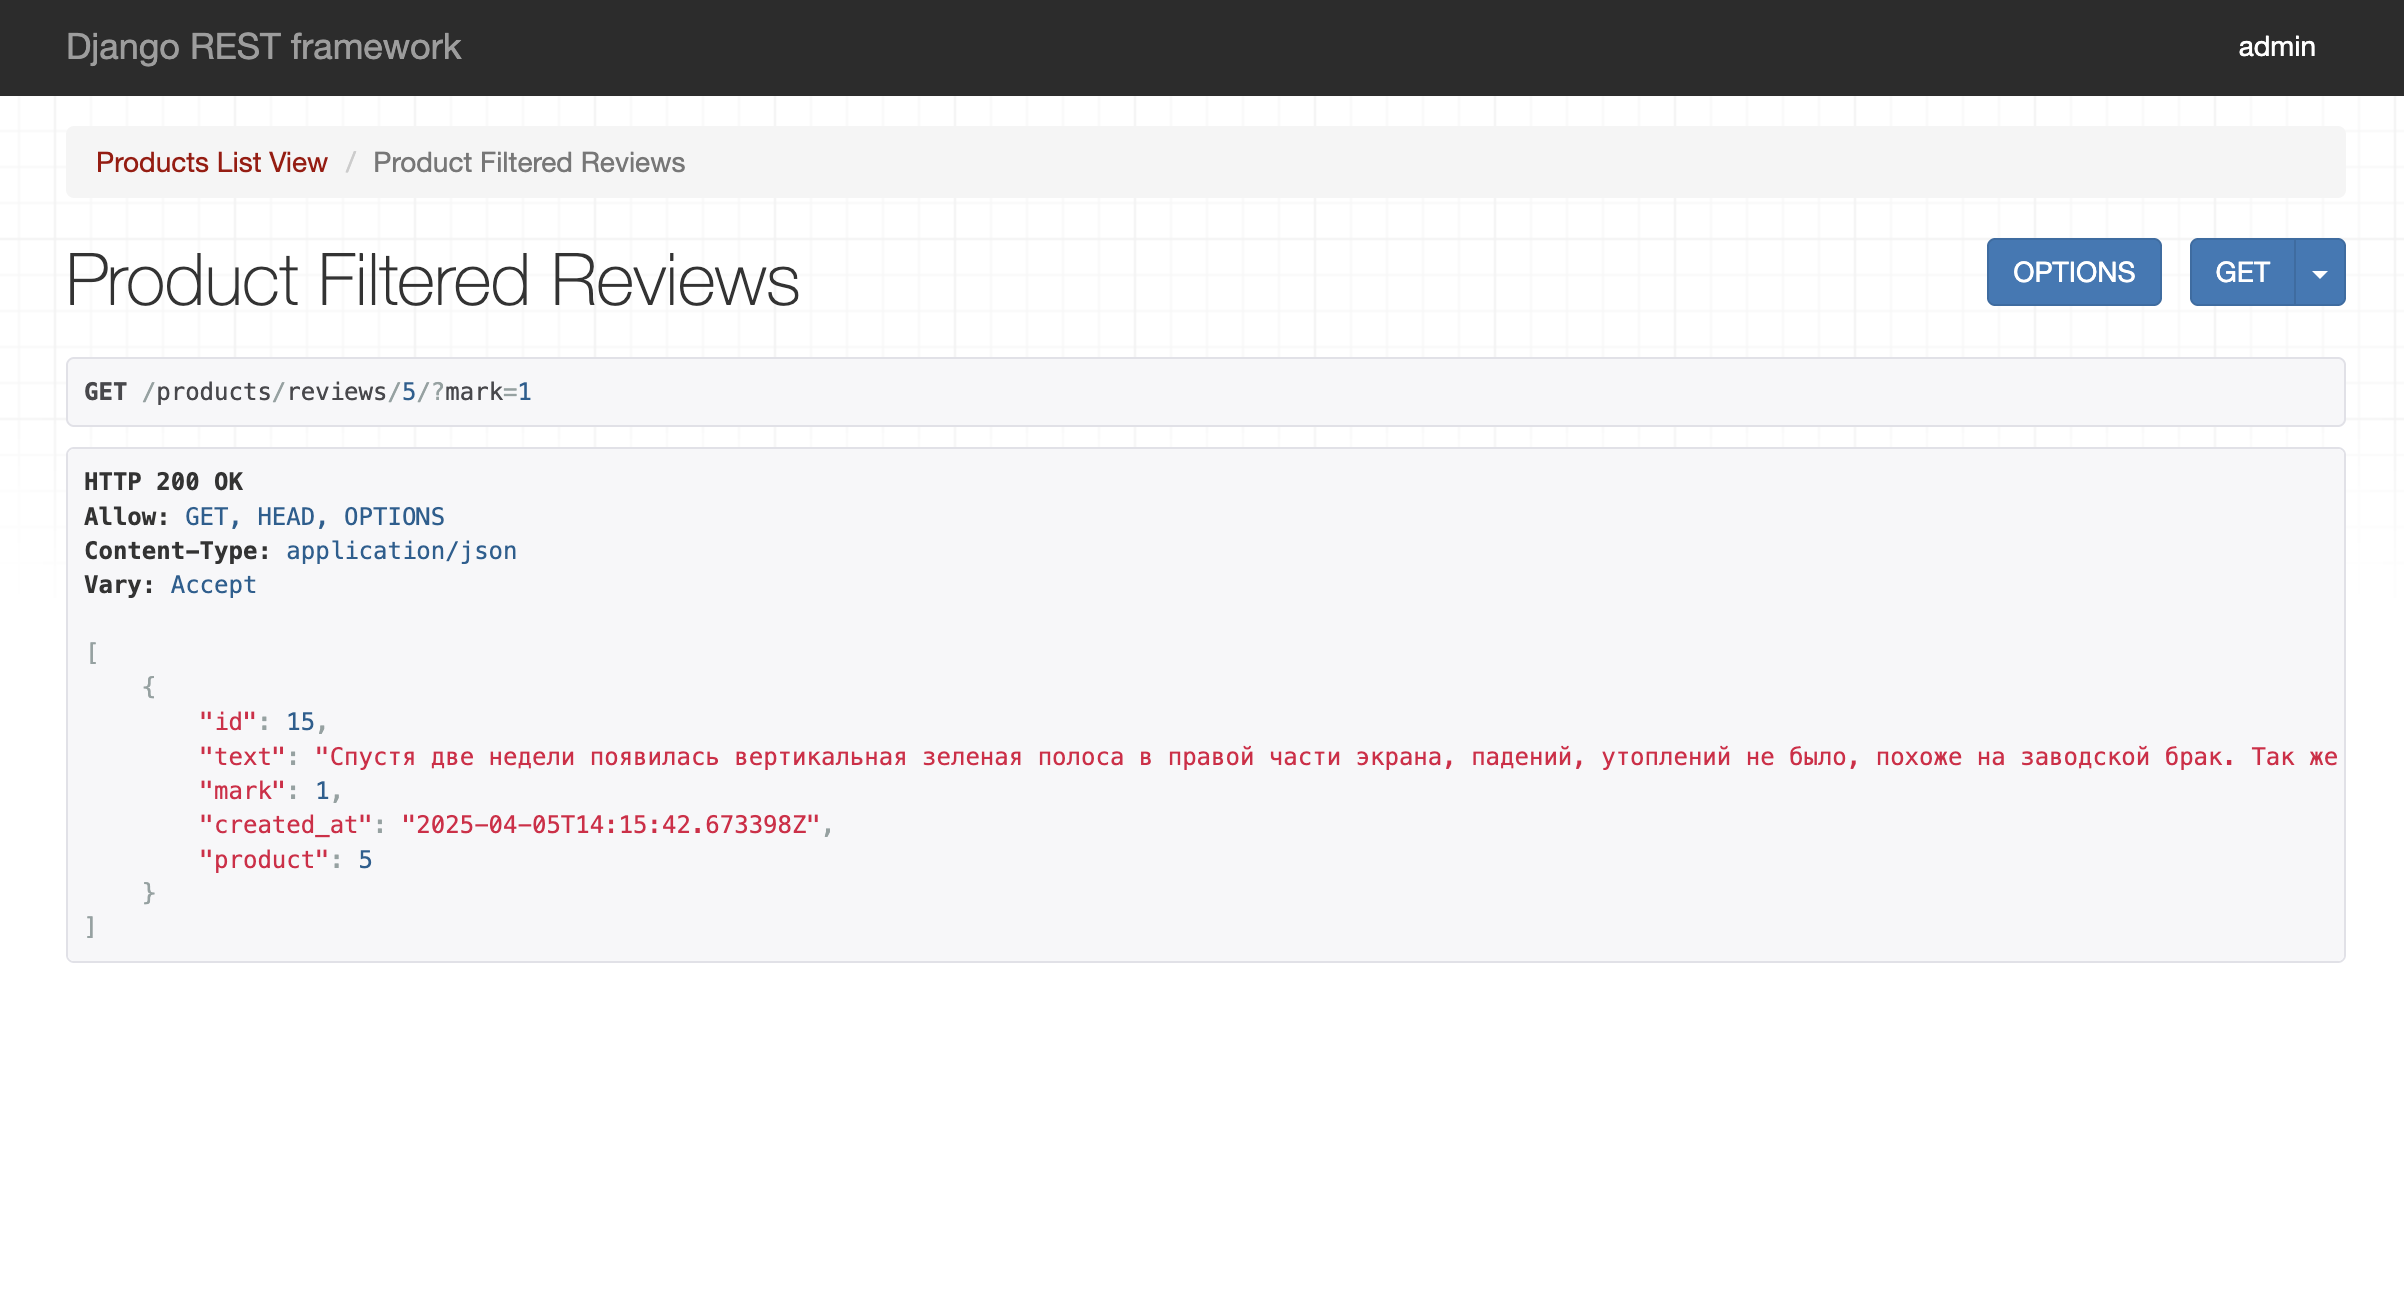 Django REST framework
admin
Products List View / Product Filtered Reviews
Product Filtered Reviews
OPTIONS
GET
GET /products/reviews/5/?mark=1
HTTP 200 OK
Allow: GET, HEAD, OPTIONS
Content-Type: application/json
Vary: Accept
[
    {
        "id": 15,
        "text": "Спустя две недели появилась вертикальная зеленая полоса в правой части экрана, падений, утоплений не было, похоже на заводской брак. Так же
        "mark": 1,
        "created_at": "2025-04-05T14:15:42.673398Z",
        "product": 5
    }
]